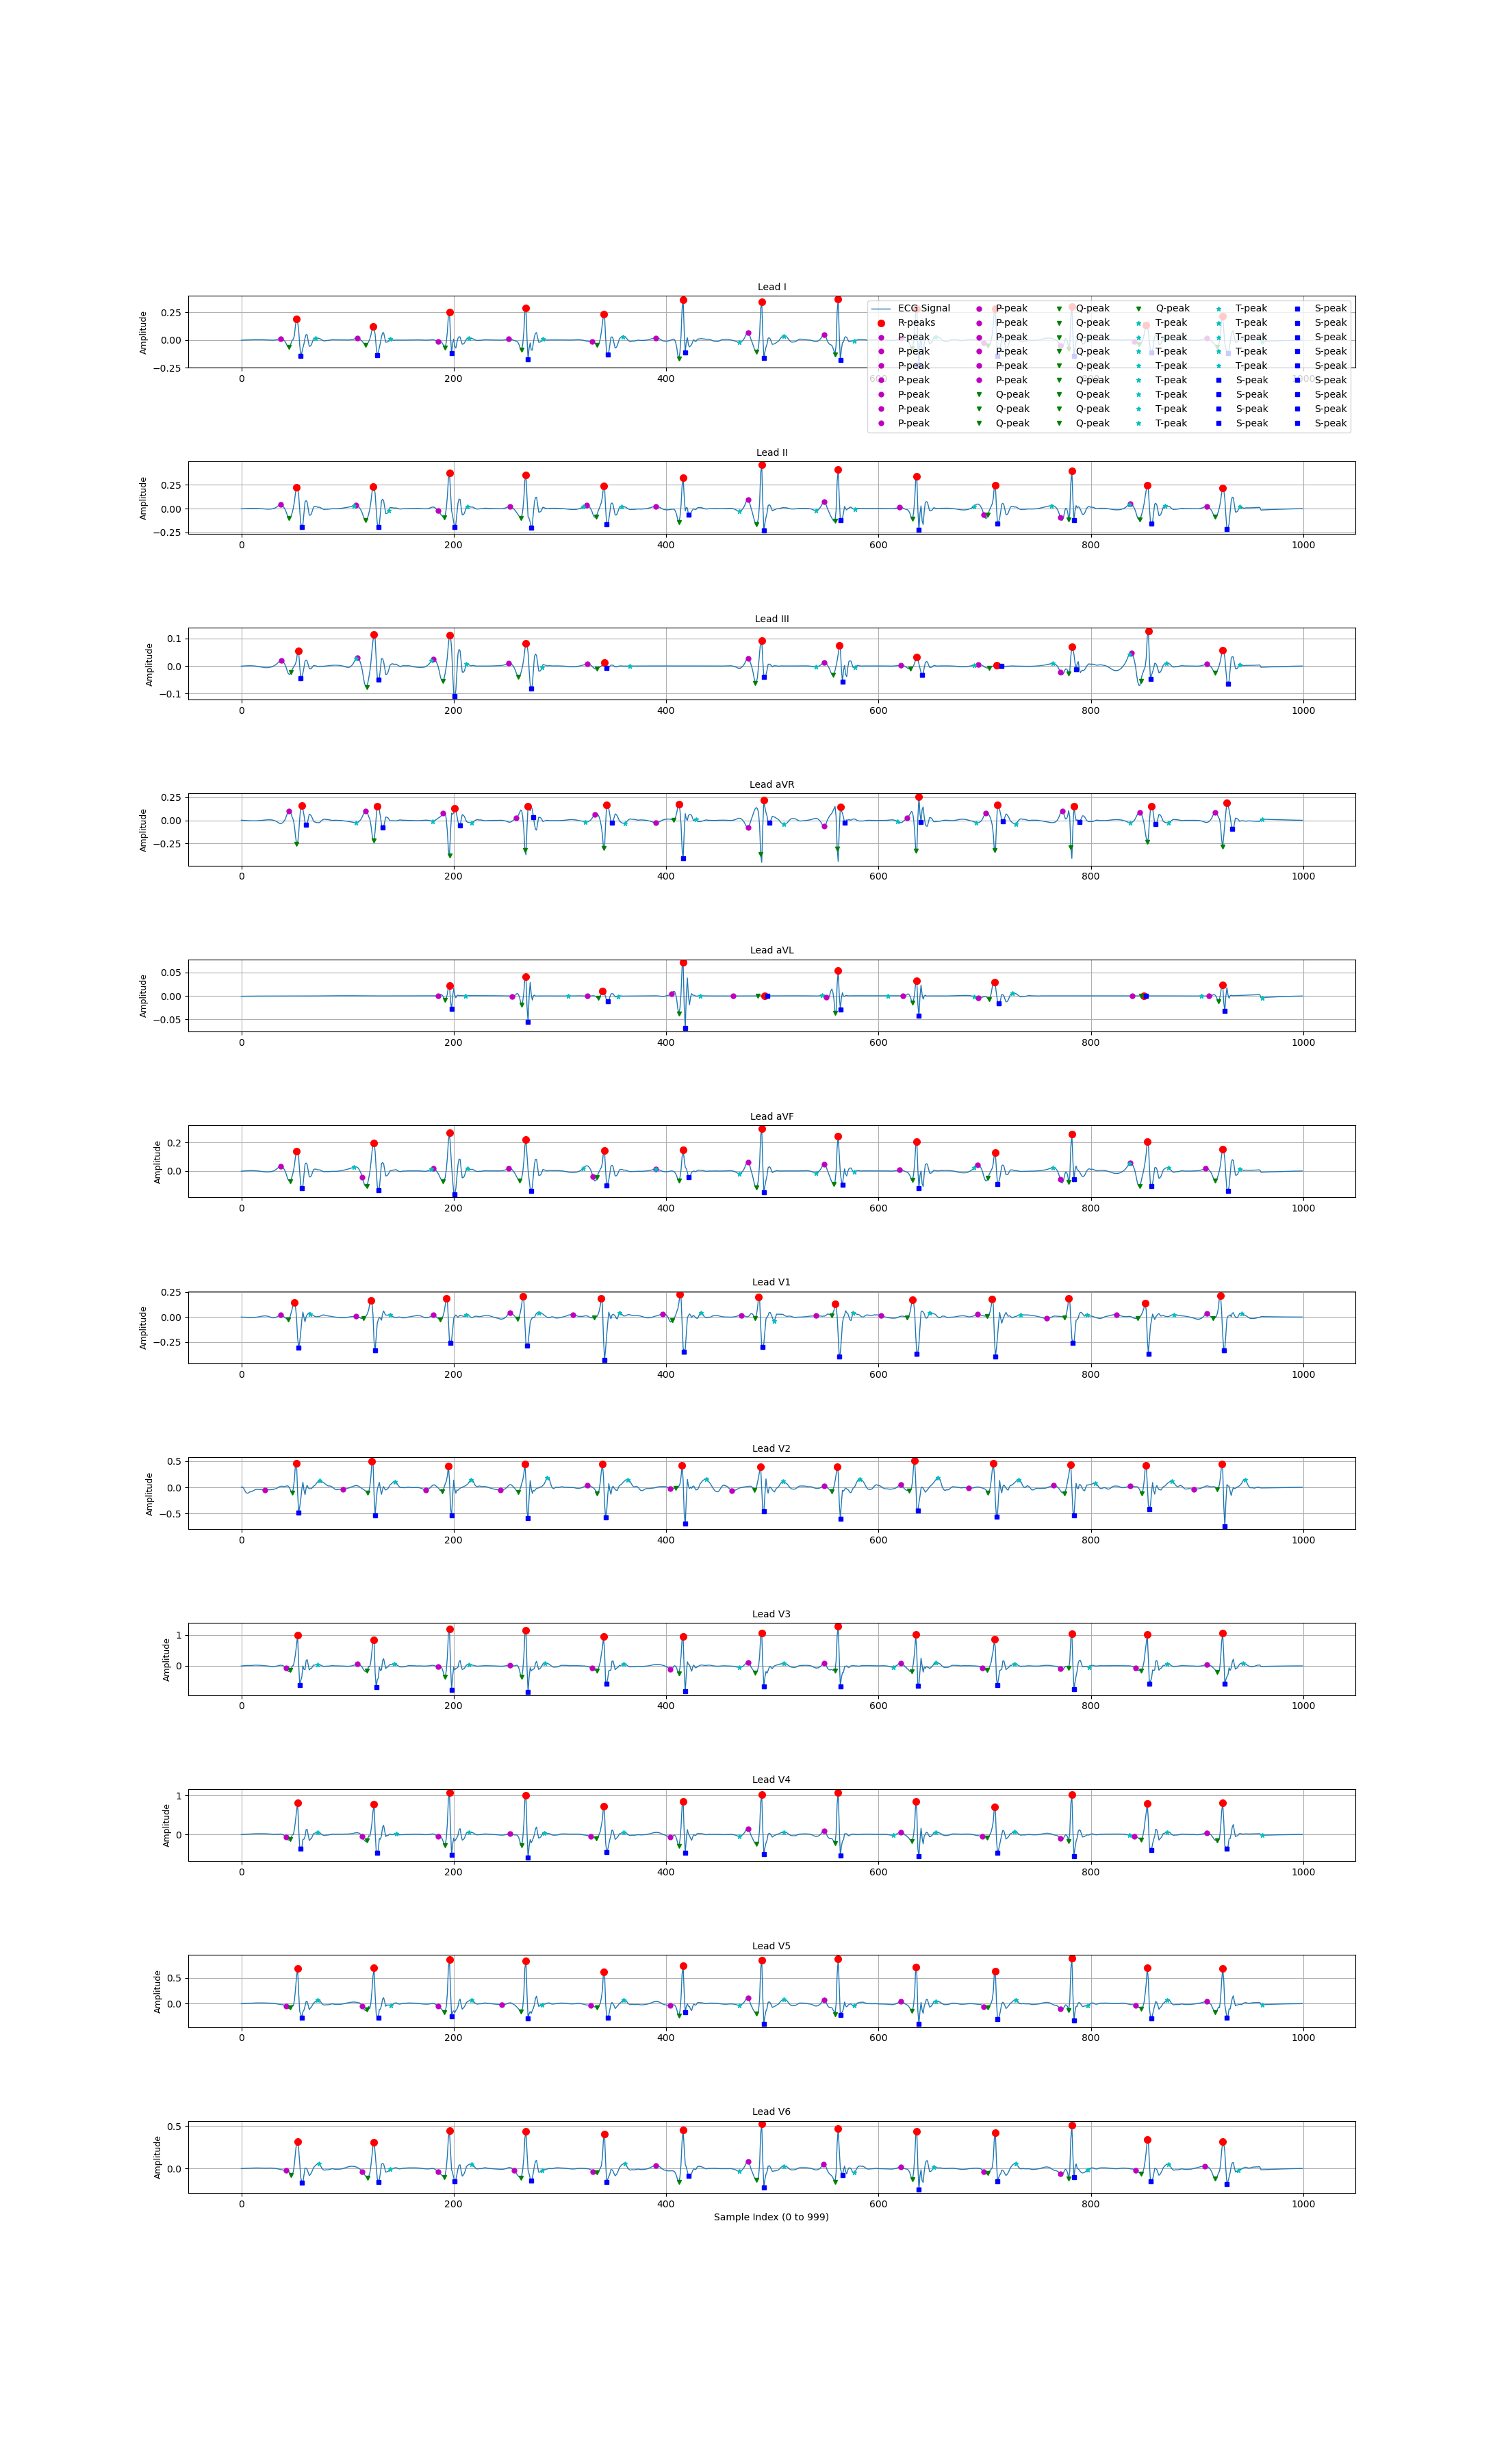 Lead I
Amplitude
0.25
0.00
−0.25
0 200 400 600 1000
ECG Signal P-peak Q-peak Q-peak T-peak S-peak
R-peaks P-peak Q-peak T-peak T-peak S-peak
P-peak P-peak Q-peak T-peak T-peak S-peak
P-peak P-peak Q-peak T-peak T-peak S-peak
P-peak P-peak Q-peak T-peak T-peak S-peak
P-peak P-peak Q-peak T-peak S-peak S-peak
P-peak Q-peak Q-peak T-peak S-peak S-peak
P-peak Q-peak Q-peak T-peak S-peak S-peak
P-peak Q-peak Q-peak T-peak S-peak S-peak
Lead II
Amplitude
0.25
0.00
−0.25
0 200 400 600 800 1000
Lead III
Amplitude
0.1
0.0
−0.1
0 200 400 600 800 1000
Lead aVR
Amplitude
0.25
0.00
−0.25
0 200 400 600 800 1000
Lead aVL
Amplitude
0.05
0.00
−0.05
0 200 400 600 800 1000
Lead aVF
Amplitude
0.2
0.0
0 200 400 600 800 1000
Lead V1
Amplitude
0.25
0.00
−0.25
0 200 400 600 800 1000
Lead V2
Amplitude
0.5
0.0
−0.5
0 200 400 600 800 1000
Lead V3
Amplitude
1
0
0 200 400 600 800 1000
Lead V4
Amplitude
1
0
0 200 400 600 800 1000
Lead V5
Amplitude
0.5
0.0
0 200 400 600 800 1000
Lead V6
Amplitude
0.5
0.0
0 200 400 600 800 1000
Sample Index (0 to 999)